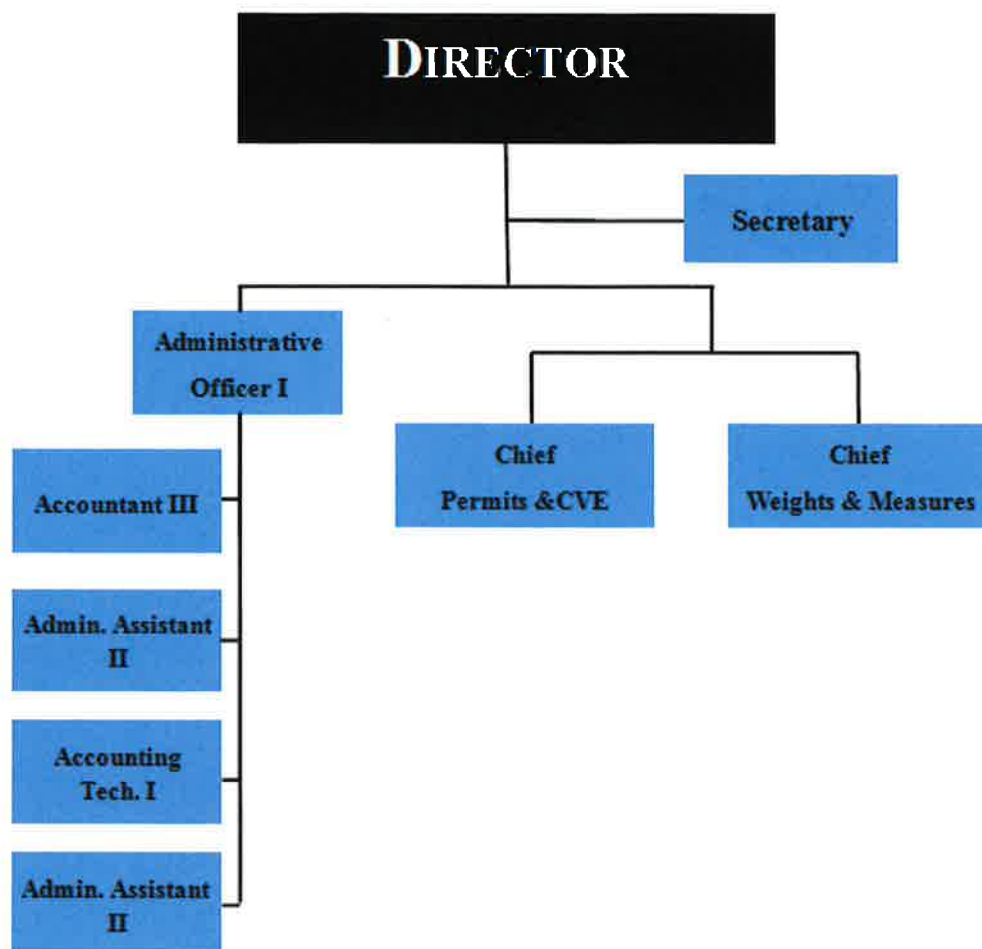 DIRECTOR
Secretary
Administrative
Officer I
Chief
Permits &CVE
Chief
Weights & Measures
Accountant III
Admin. Assistant
II
Accounting
Tech. I
Admin. Assistant
II